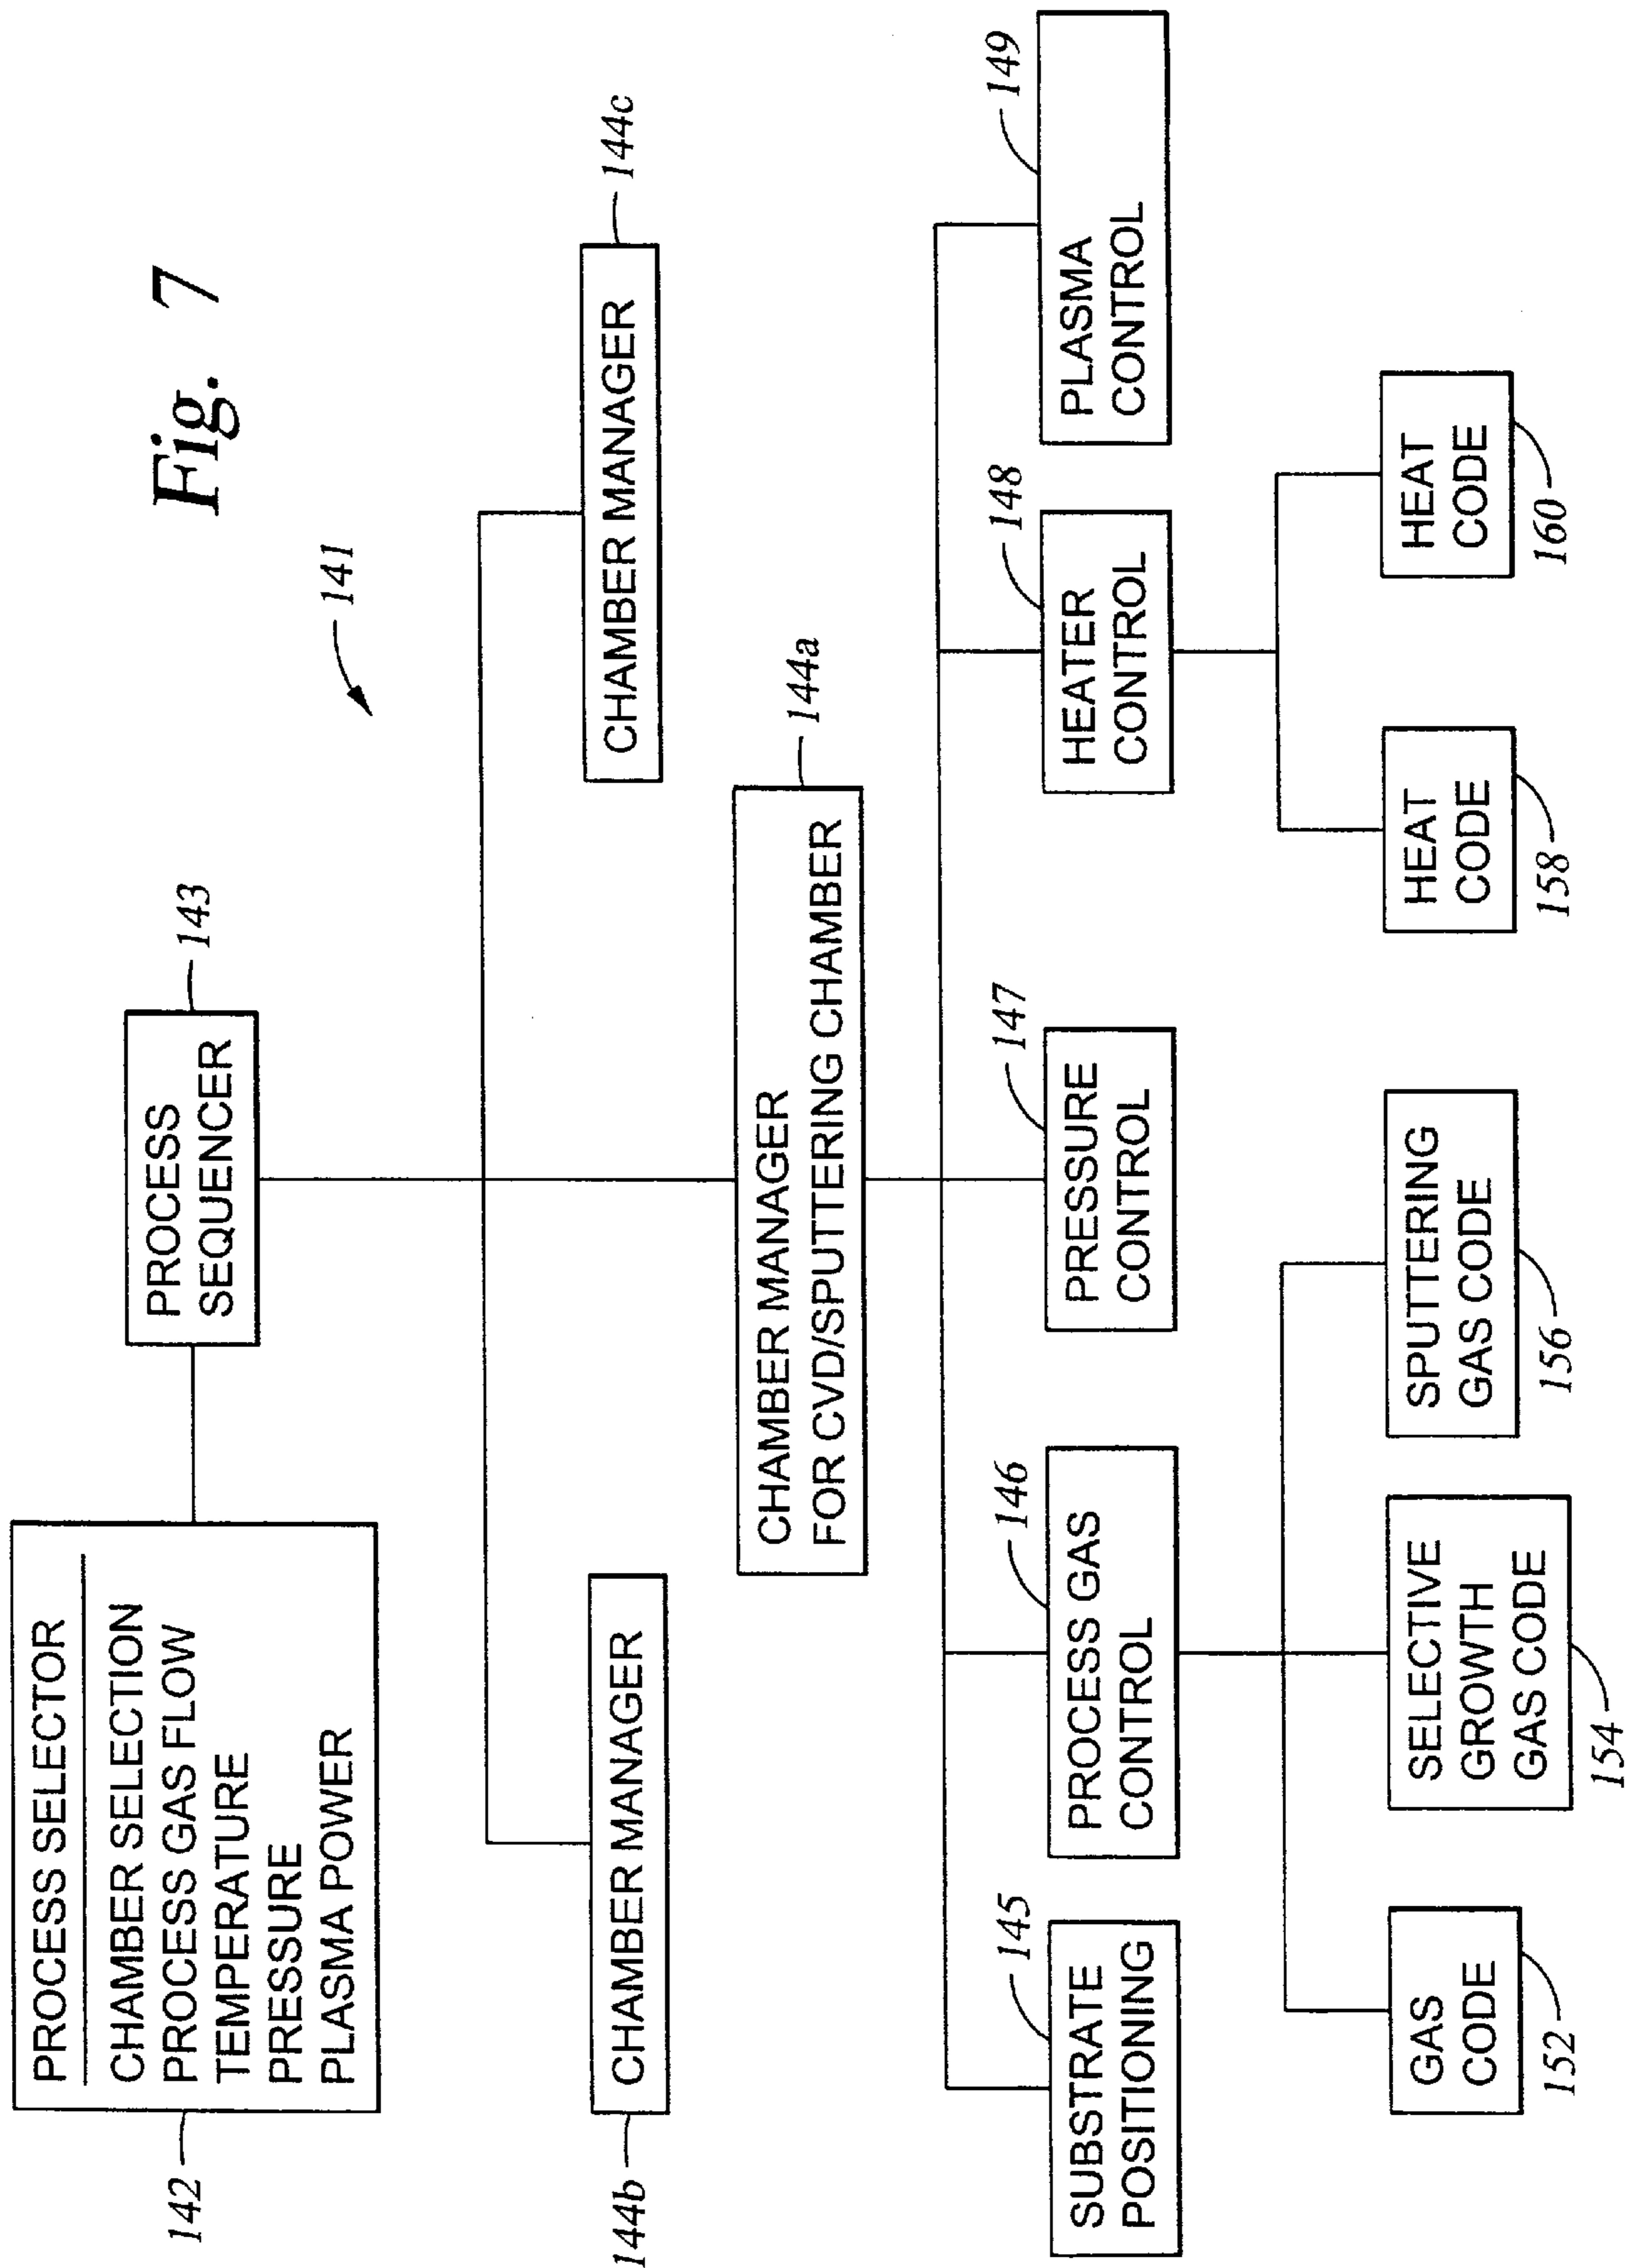 Fig. 7
141
142
PROCESS SELECTOR
CHAMBER SELECTION
PROCESS GAS FLOW
TEMPERATURE
PRESSURE
PLASMA POWER
143
PROCESS
SEQUENCER
144b
CHAMBER MANAGER
144c
CHAMBER MANAGER
144a
CHAMBER MANAGER
FOR CVD/SPUTTERING CHAMBER
145
SUBSTRATE
POSITIONING
146
PROCESS GAS
CONTROL
147
PRESSURE
CONTROL
148
HEATER
CONTROL
149
PLASMA
CONTROL
GAS
CODE
152
SELECTIVE
GROWTH
GAS CODE
154
SPUTTERING
GAS CODE
156
HEAT
CODE
158
HEAT
CODE
160